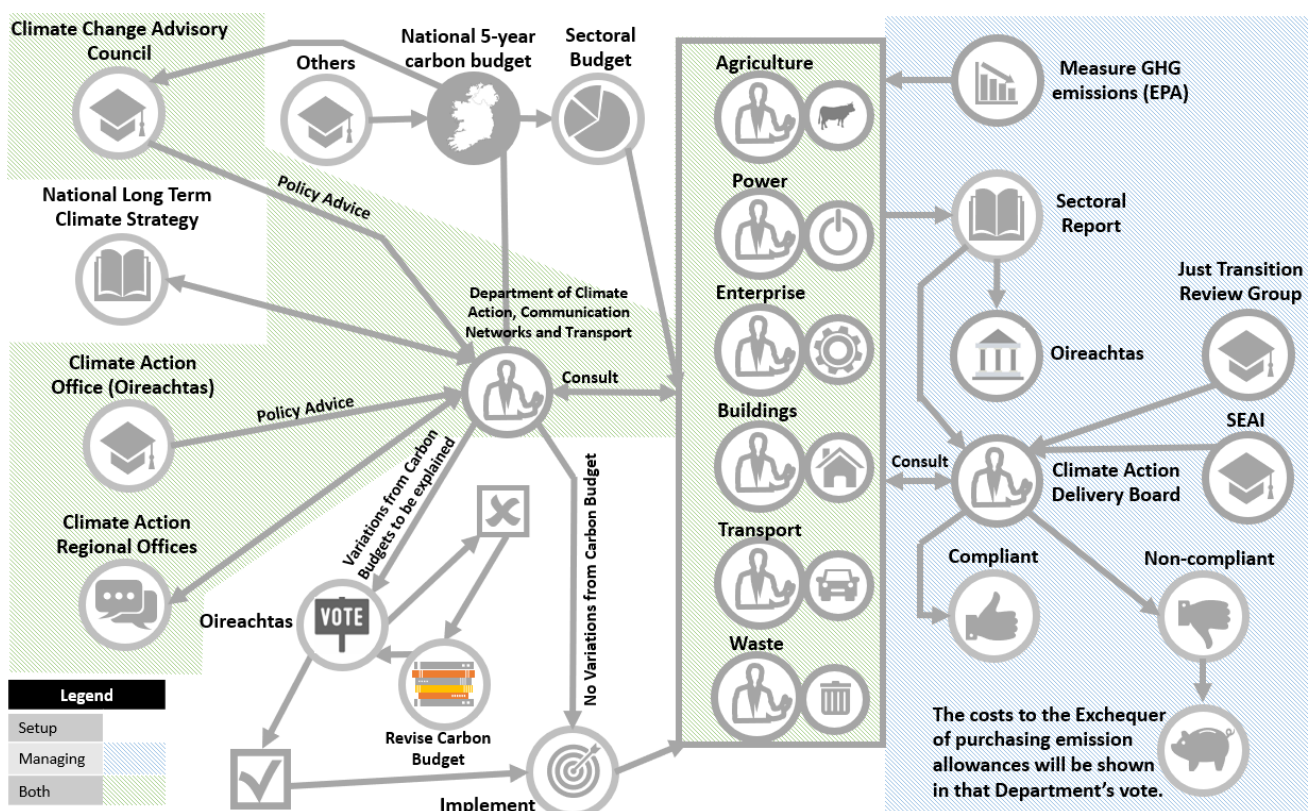 Climate Change Advisory
Council
Others
National 5-year
carbon budget
Sectoral
Budget
Agriculture
Measure GHG
emissions (EPA)
Policy Advice
National Long Term
Climate Strategy
Power
Sectoral
Report
Just Transition
Review Group
Department of Climate
Action, Communication
Networks and Transport
Enterprise
Oireachtas
Climate Action
Office (Oireachtas)
Consult
Policy Advice
Buildings
SEAI
Consult
Climate Action
Delivery Board
Variations from Carbon
Budgets to be explained
No Variations from Carbon Budget
Climate Action
Regional Offices
Transport
Compliant
Non-compliant
Oireachtas
VOTE
Waste
Legend
Setup
Managing
Both
Revise Carbon
Budget
Implement
The costs to the Exchequer
of purchasing emission
allowances will be shown
in that Department's vote.